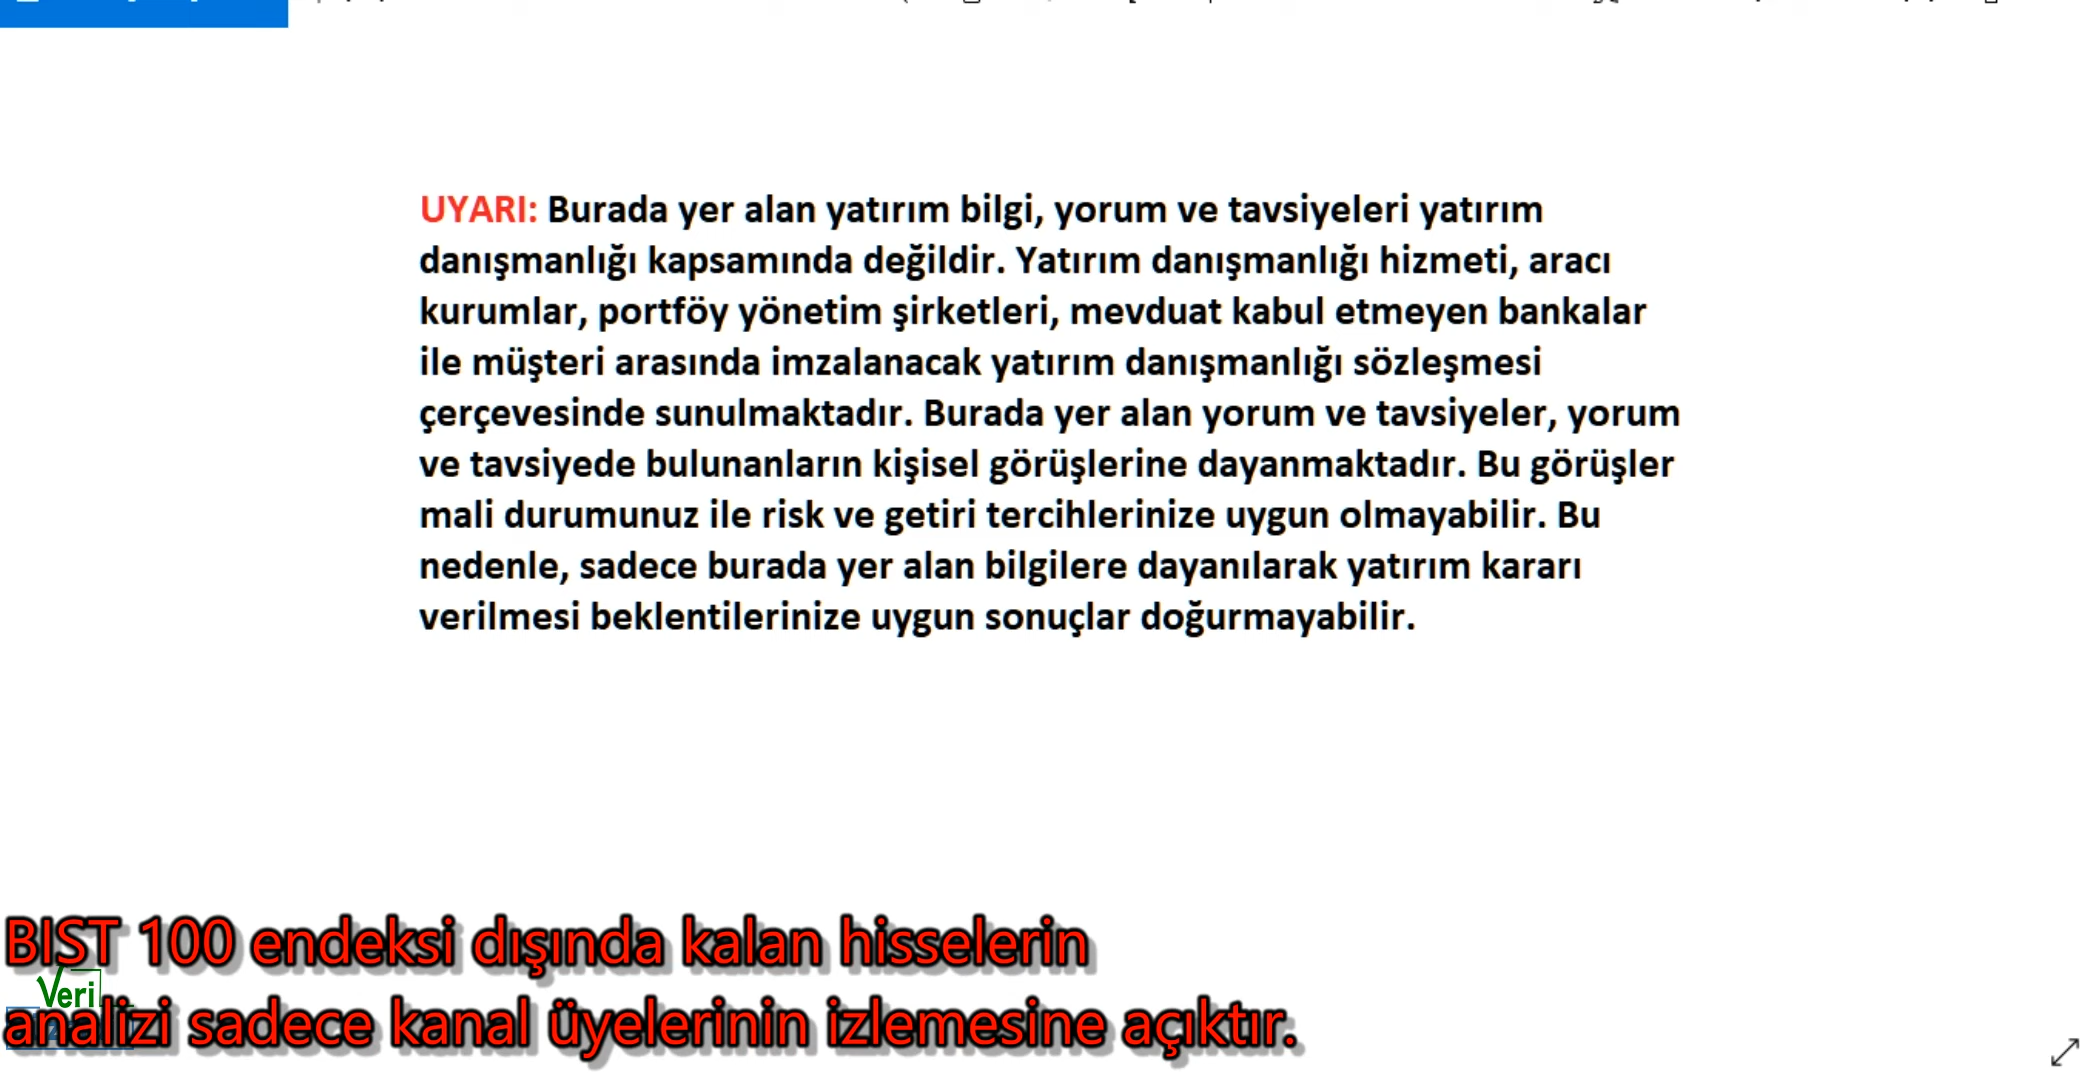 UYARI: Burada yer alan yatırım bilgi, yorum ve tavsiyeleri yatırım
danışmanlığı kapsamında değildir. Yatırım danışmanlığı hizmeti, aracı
kurumlar, portföy yönetim şirketleri, mevduat kabul etmeyen bankalar
ile müşteri arasında imzalanacak yatırım danışmanlığı sözleşmesi
çerçevesinde sunulmaktadır. Burada yer alan yorum ve tavsiyeler, yorum
ve tavsiyede bulunanların kişisel görüşlerine dayanmaktadır. Bu görüşler
mali durumunuz ile risk ve getiri tercihlerinize uygun olmayabilir. Bu
nedenle, sadece burada yer alan bilgilere dayanılarak yatırım kararı
verilmesi beklentilerinize uygun sonuçlar doğurmayabilir.
BIST 100 endeksi dışında kalan hisselerin
Veri
analizi sadece kanal üyelerinin izlemesine açıktır.